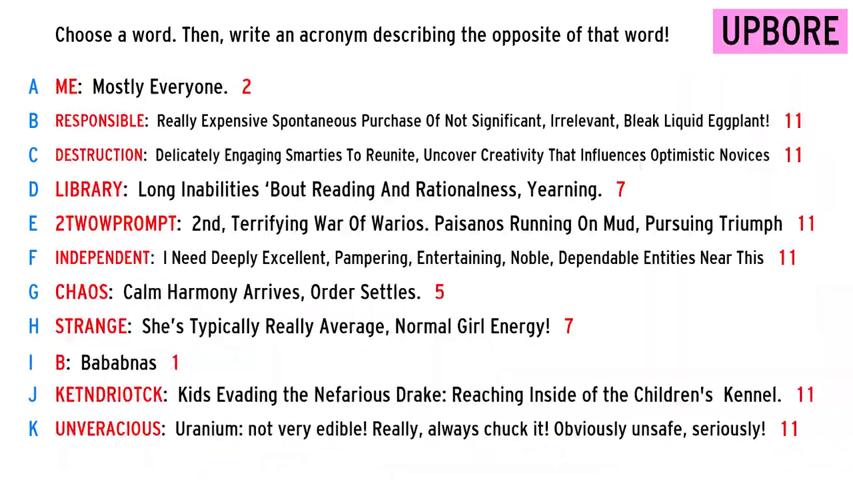 Choose a word. Then, write an acronym describing the opposite of that word!
UPBORE
A ME: Mostly Everyone. 2
B RESPONSIBLE: Really Expensive Spontaneous Purchase Of Not Significant, Irrelevant, Bleak Liquid Eggplant! 11
C DESTRUCTION: Delicately Engaging Smarties To Reunite, Uncover Creativity That Influences Optimistic Novices 11
D LIBRARY: Long Inabilities ‘Bout Reading And Rationalness, Yearning. 7
E 2TWOWPROMPT: 2nd, Terrifying War Of Warios. Paisanos Running On Mud, Pursuing Triumph 11
F INDEPENDENT: I Need Deeply Excellent, Pampering, Entertaining, Noble, Dependable Entities Near This 11
G CHAOS: Calm Harmony Arrives, Order Settles. 5
H STRANGE: She's Typically Really Average, Normal Girl Energy! 7
I B: Bababnas 1
J KETNDRIOTCK: Kids Evading the Nefarious Drake: Reaching Inside of the Children's Kennel. 11
K UNVERACIOUS: Uranium: not very edible! Really, always chuck it! Obviously unsafe, seriously! 11